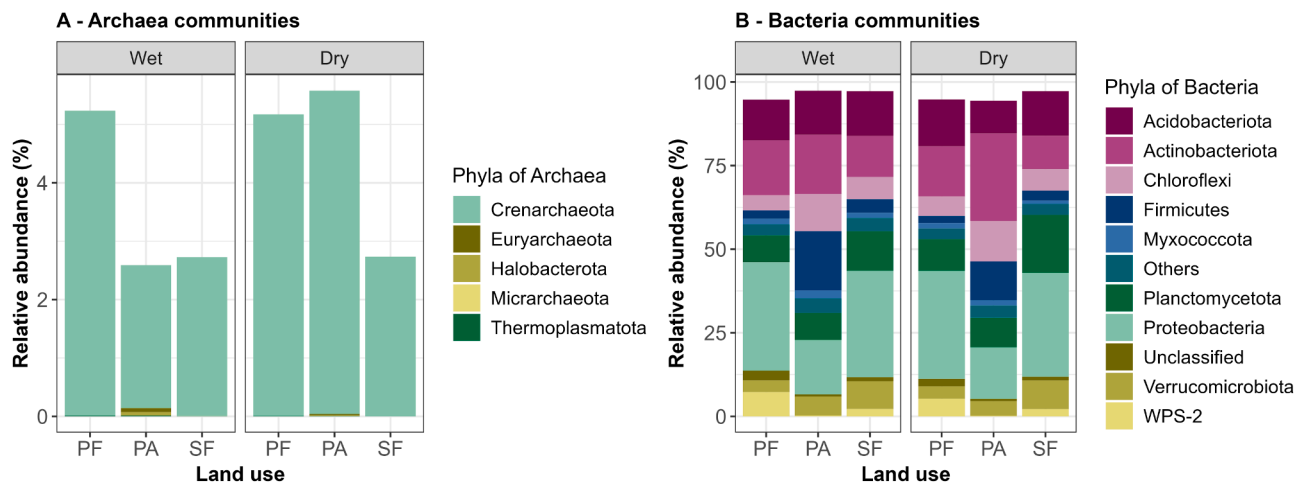 A - Archaea communities
Wet
Dry
Relative abundance (%)
4
2
0
PF
PA
SF
PF
PA
SF
Land use
Phyla of Archaea
Crenarchaeota
Euryarchaeota
Halobacterota
Micrarchaeota
Thermoplasmatota
B - Bacteria communities
Wet
Dry
Relative abundance (%)
100
75
50
25
0
PF
PA
SF
PF
PA
SF
Land use
Phyla of Bacteria
Acidobacteriota
Actinobacteriota
Chloroflexi
Firmicutes
Myxococcota
Others
Planctomycetota
Proteobacteria
Unclassified
Verrucomicrobiota
WPS-2